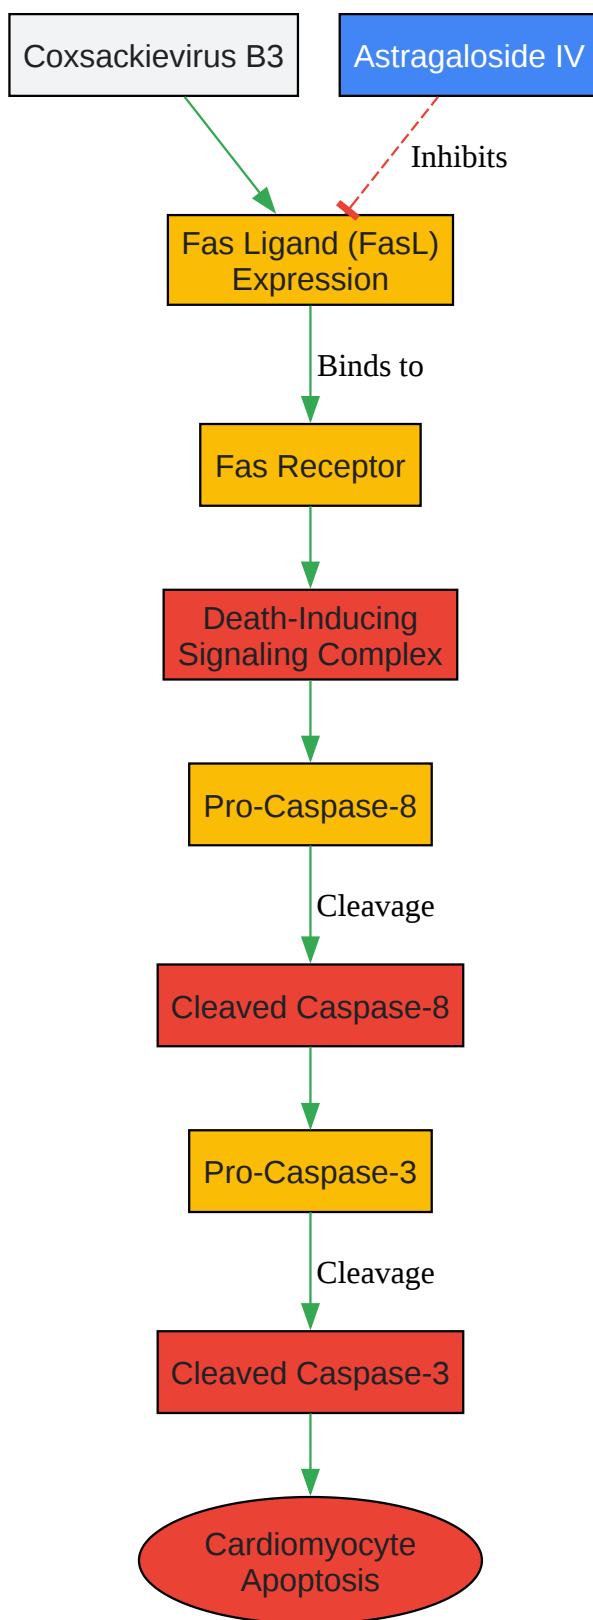 Coxsackievirus B3
Astragaloside IV
Inhibits
Fas Ligand (FasL)
Expression
Binds to
Fas Receptor
Death-Inducing
Signaling Complex
Pro-Caspase-8
Cleavage
Cleaved Caspase-8
Pro-Caspase-3
Cleavage
Cleaved Caspase-3
Cardiomyocyte
Apoptosis